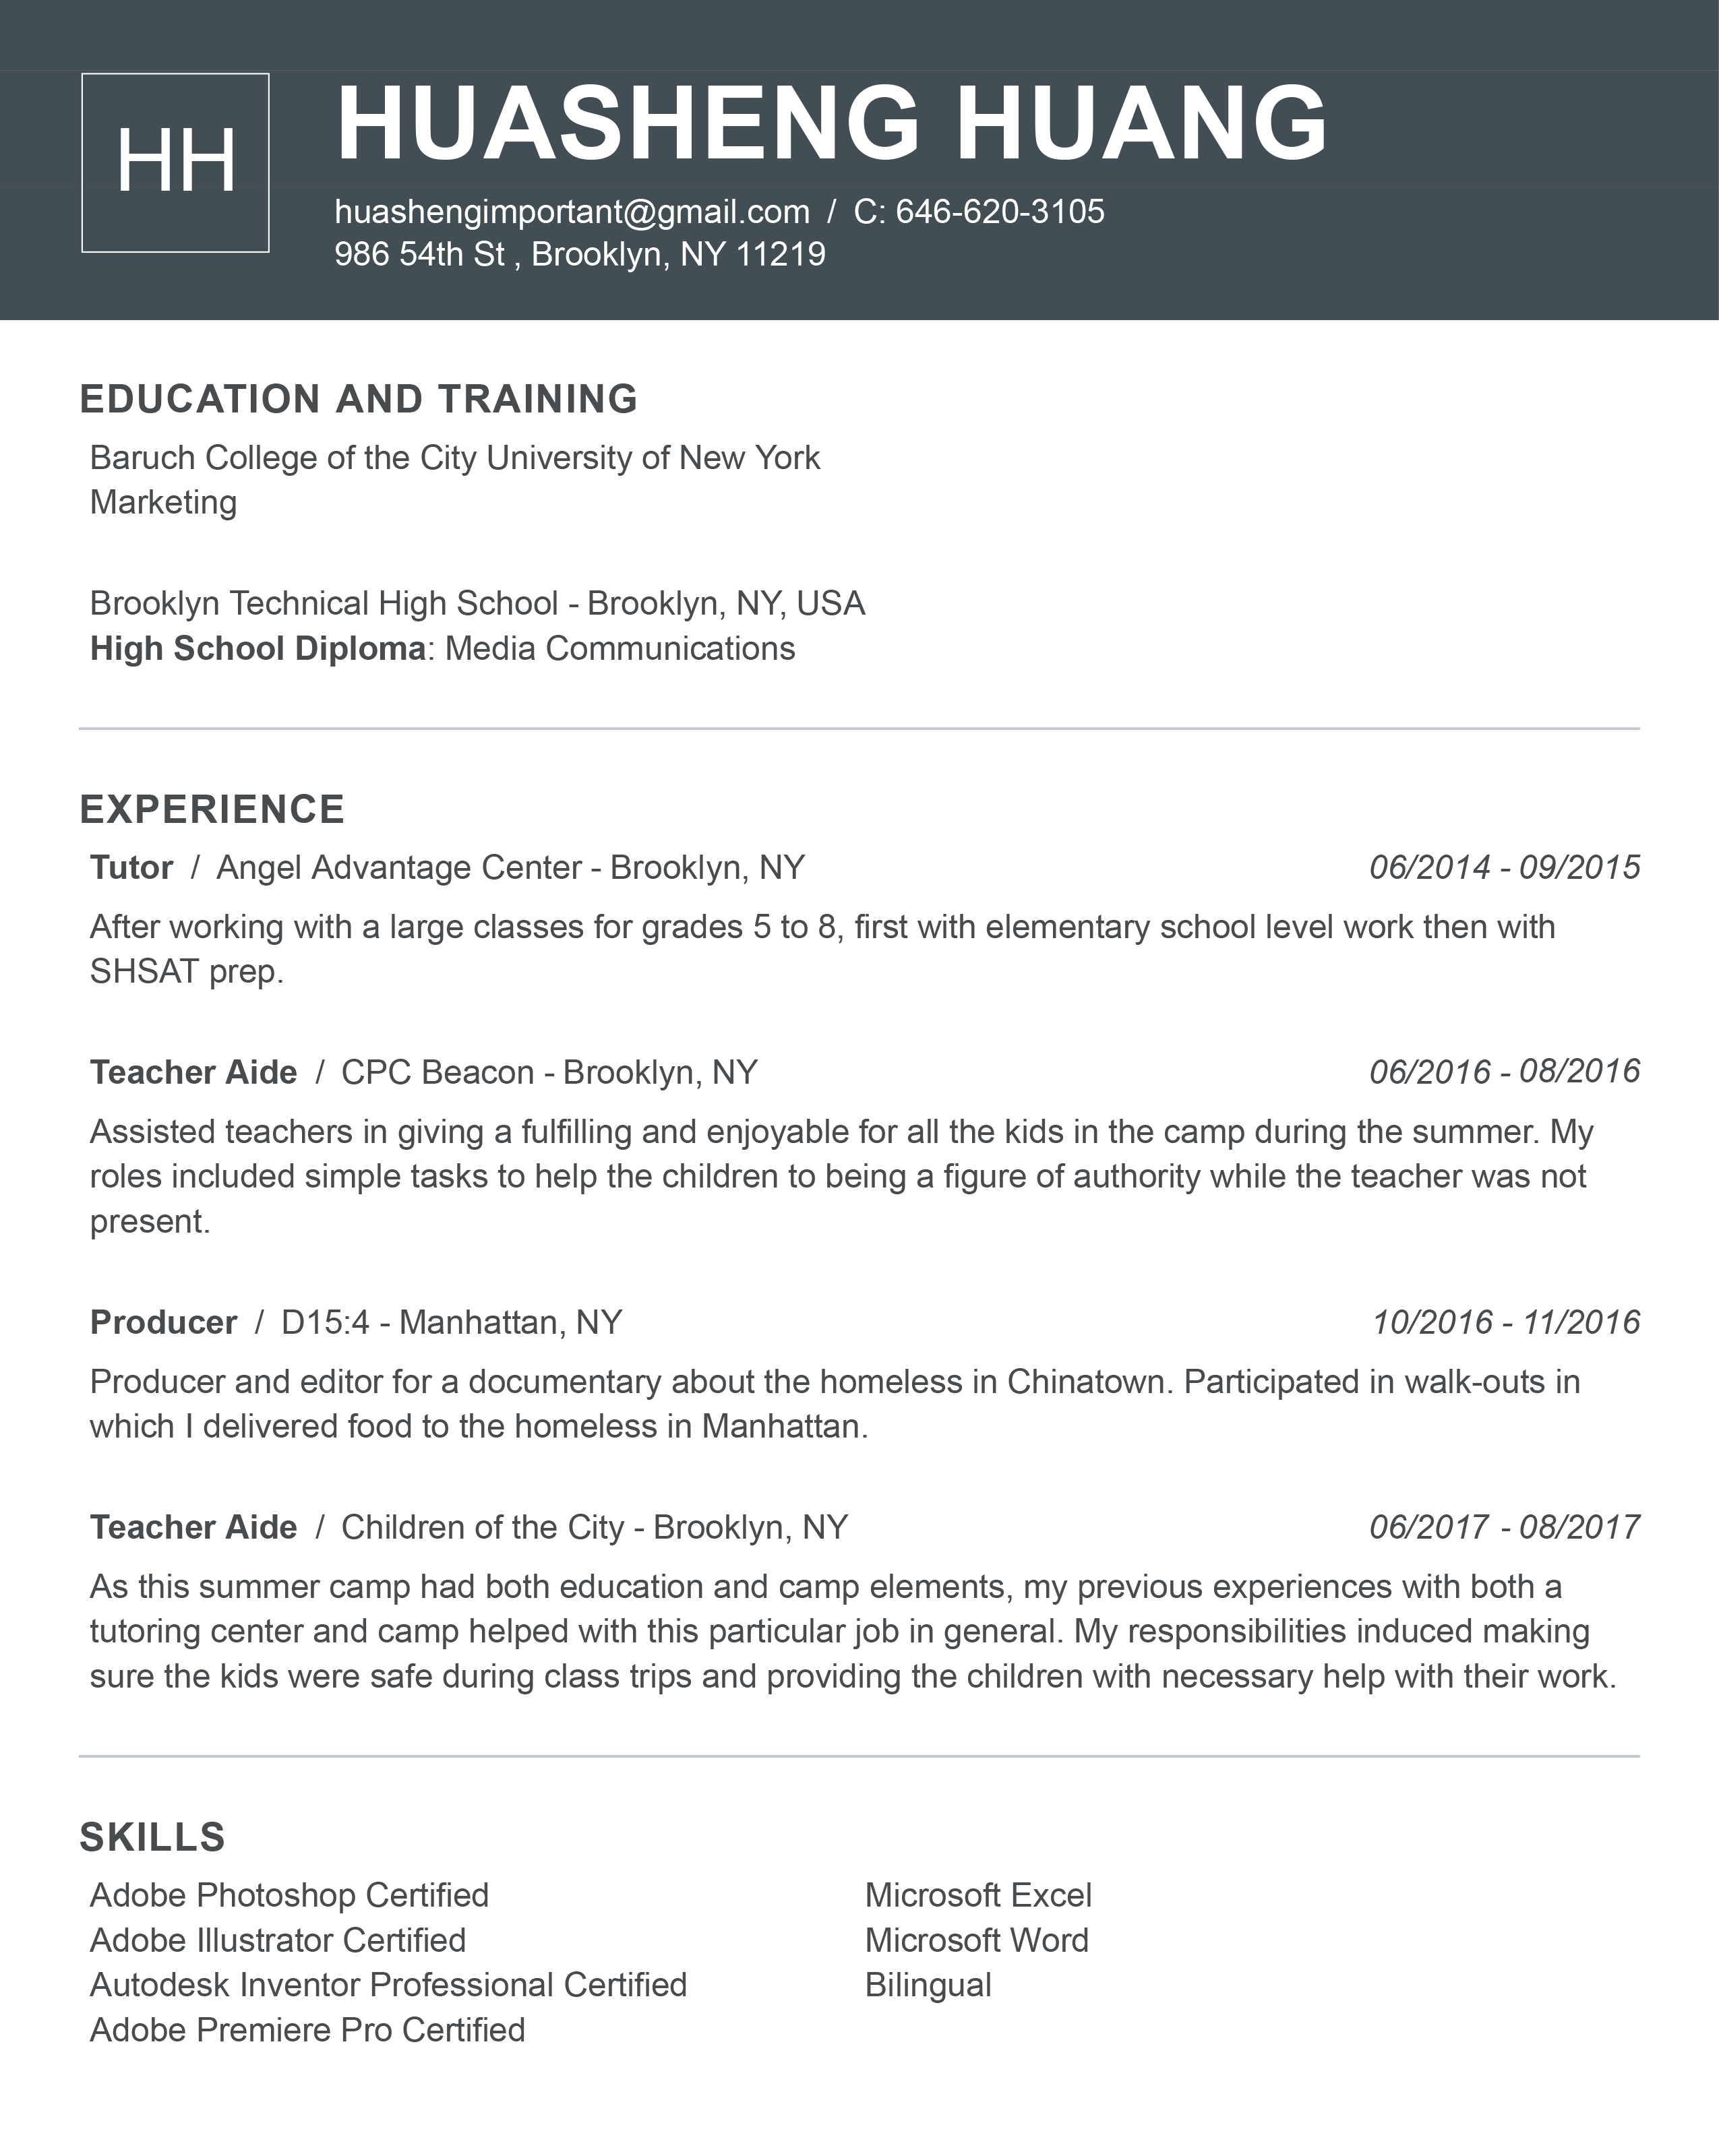 HH
HUASHENG HUANG
huashengimportant@gmail.com / C: 646-620-3105
986 54th St , Brooklyn, NY 11219
EDUCATION AND TRAINING
Baruch College of the City University of New York
Marketing
Brooklyn Technical High School - Brooklyn, NY, USA
High School Diploma: Media Communications
EXPERIENCE
Tutor / Angel Advantage Center - Brooklyn, NY 06/2014 - 09/2015
After working with a large classes for grades 5 to 8, first with elementary school level work then with
SHSAT prep.
Teacher Aide / CPC Beacon - Brooklyn, NY 06/2016 - 08/2016
Assisted teachers in giving a fulfilling and enjoyable for all the kids in the camp during the summer. My
roles included simple tasks to help the children to being a figure of authority while the teacher was not
present.
Producer / D15:4 - Manhattan, NY 10/2016 - 11/2016
Producer and editor for a documentary about the homeless in Chinatown. Participated in walk-outs in
which I delivered food to the homeless in Manhattan.
Teacher Aide / Children of the City - Brooklyn, NY 06/2017 - 08/2017
As this summer camp had both education and camp elements, my previous experiences with both a
tutoring center and camp helped with this particular job in general. My responsibilities induced making
sure the kids were safe during class trips and providing the children with necessary help with their work.
SKILLS
Adobe Photoshop Certified
Adobe Illustrator Certified
Autodesk Inventor Professional Certified
Adobe Premiere Pro Certified
Microsoft Excel
Microsoft Word
Bilingual